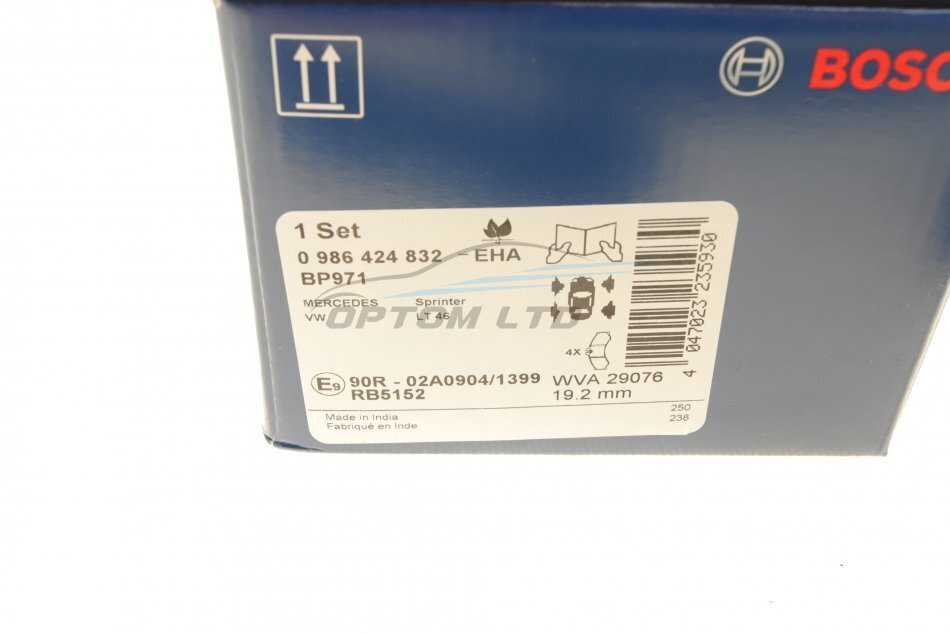 BOSC
1 Set
0 986 424 832 -EHA
BP971
MERCEDES Sprinter
VW LT 46
OPTOM LTD
4X
4 047023 235930
E9 90R - 02A0904/1399 WVA 29076
RB5152 19.2 mm
Made in India 250
Fabriqué en Inde 238